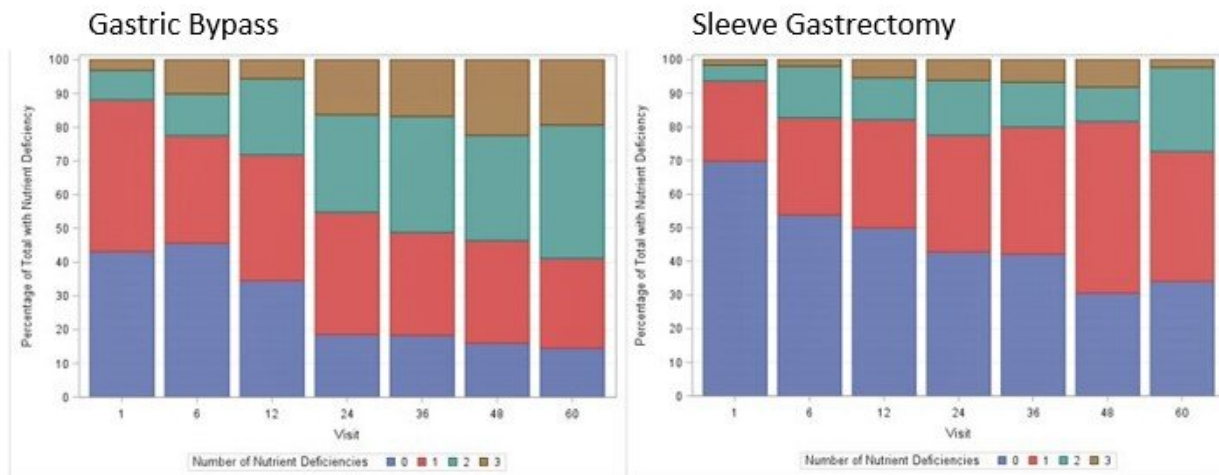 Gastric Bypass
Percentage of Total with Nutrient Deficiency
100
90
80
70
60
50
40
30
20
10
0
1 6 12 24 36 48 60
Visit
Number of Nutrient Deficiencies 0 1 2 3
Sleeve Gastrectomy
Percentage of Total with Nutrient Deficiency
100
90
80
70
60
50
40
30
20
10
0
1 6 12 24 36 48 60
Visit
Number of Nutrient Deficiencies 0 1 2 3